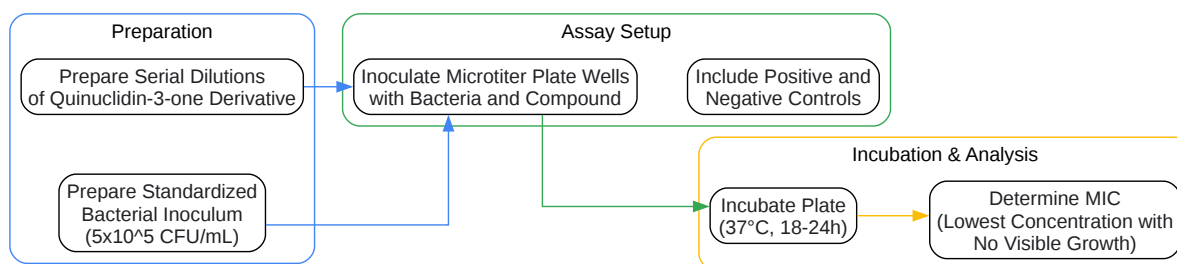 Preparation
Prepare Serial Dilutions
of Quinuclidin-3-one Derivative
Prepare Standardized
Bacterial Inoculum
(5x10^5 CFU/mL)
Assay Setup
Inoculate Microtiter Plate Wells
with Bacteria and Compound
Include Positive and
Negative Controls
Incubation & Analysis
Incubate Plate
(37°C, 18-24h)
Determine MIC
(Lowest Concentration with
No Visible Growth)